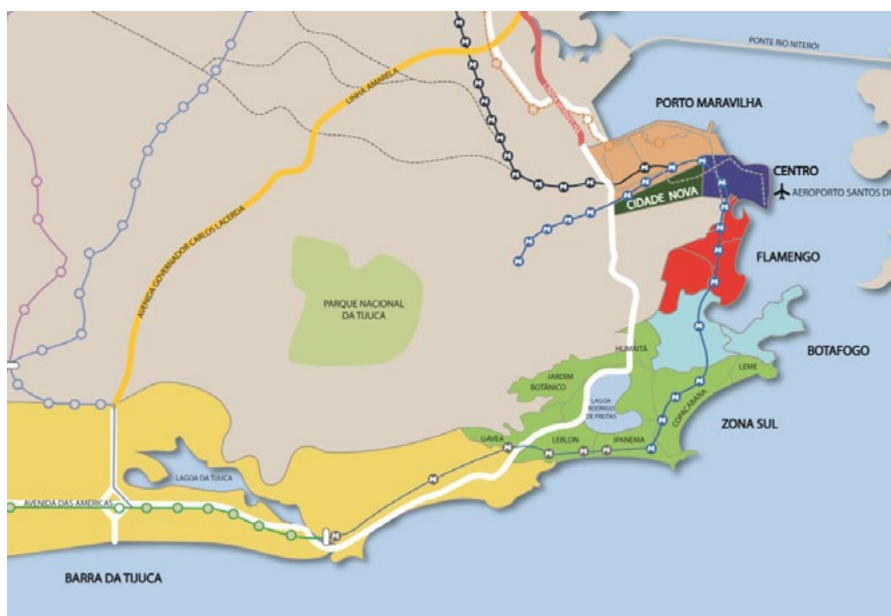 PONTE RIO NITERÓI
PORTO MARAVILHA
LINHA AMARELA
CENTRO
AEROPORTO SANTOS DU
CIDADE NOVA
AVENIDA GOVERNADOR CARLOS LACERDA
FLAMENGO
PARQUE NACIONAL
DA TIJUCA
BOTAFOGO
HUMAITÁ
JARDIM
BOTÂNICO
LEME
LAGOA
RODRIGO
DE FREITAS
COPACABANA
ZONA SUL
GAVEA
LEBLON
IPANEMA
LAGOA DA TIJUCA
AVENIDA DAS AMÉRICAS
BARRA DA TIJUCA